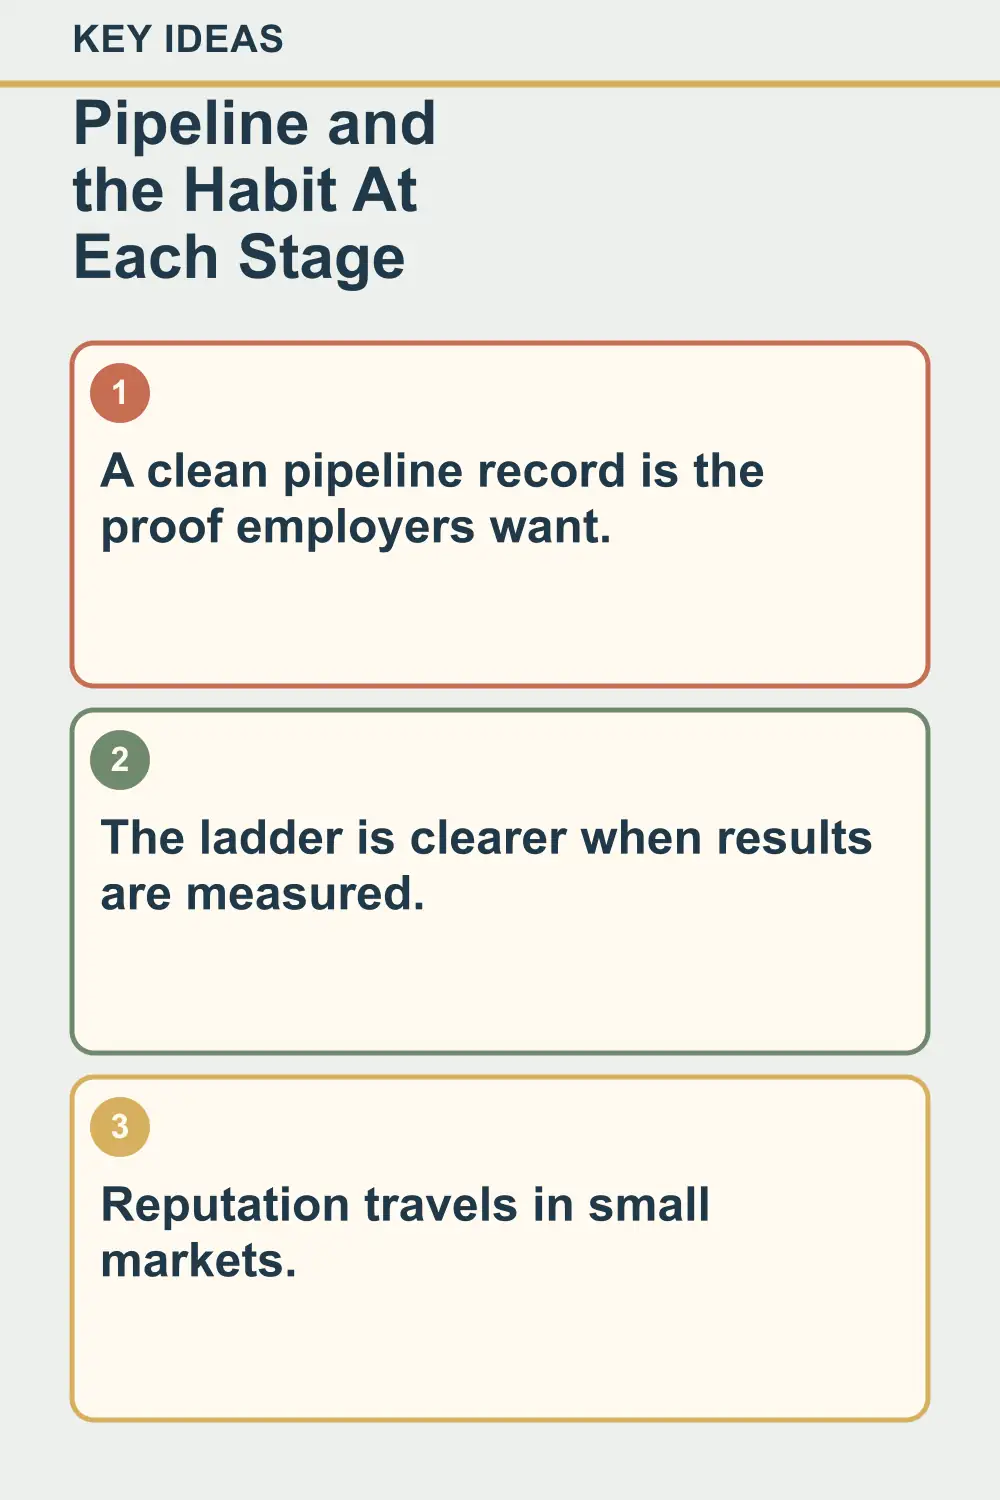 KEY IDEAS
Pipeline and
the Habit At
Each Stage
1
A clean pipeline record is the
proof employers want.
2
The ladder is clearer when results
are measured.
3
Reputation travels in small
markets.